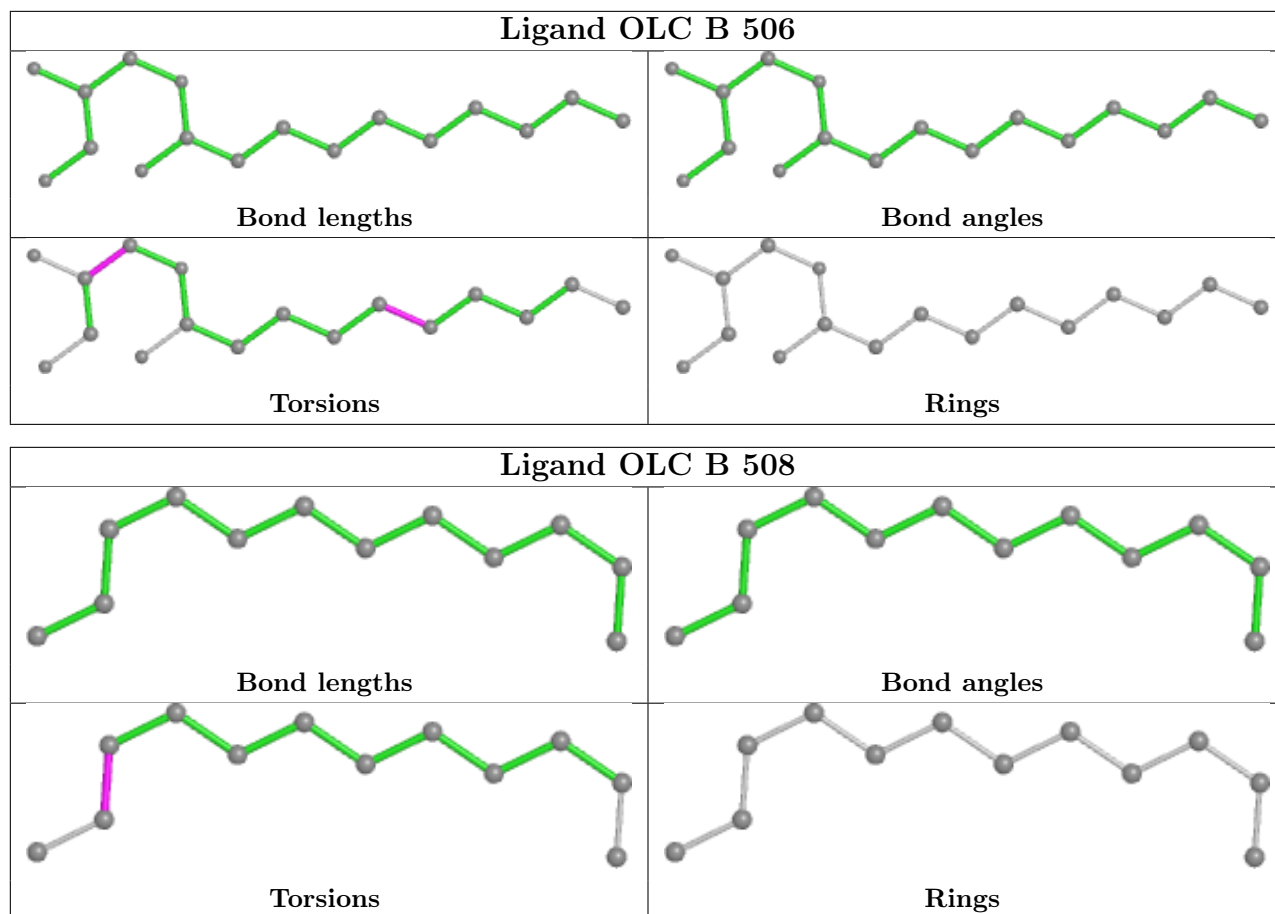 Ligand OLC B 506
Bond lengths
Bond angles
Torsions
Rings
Ligand OLC B 508
Bond lengths
Bond angles
Torsions
Rings